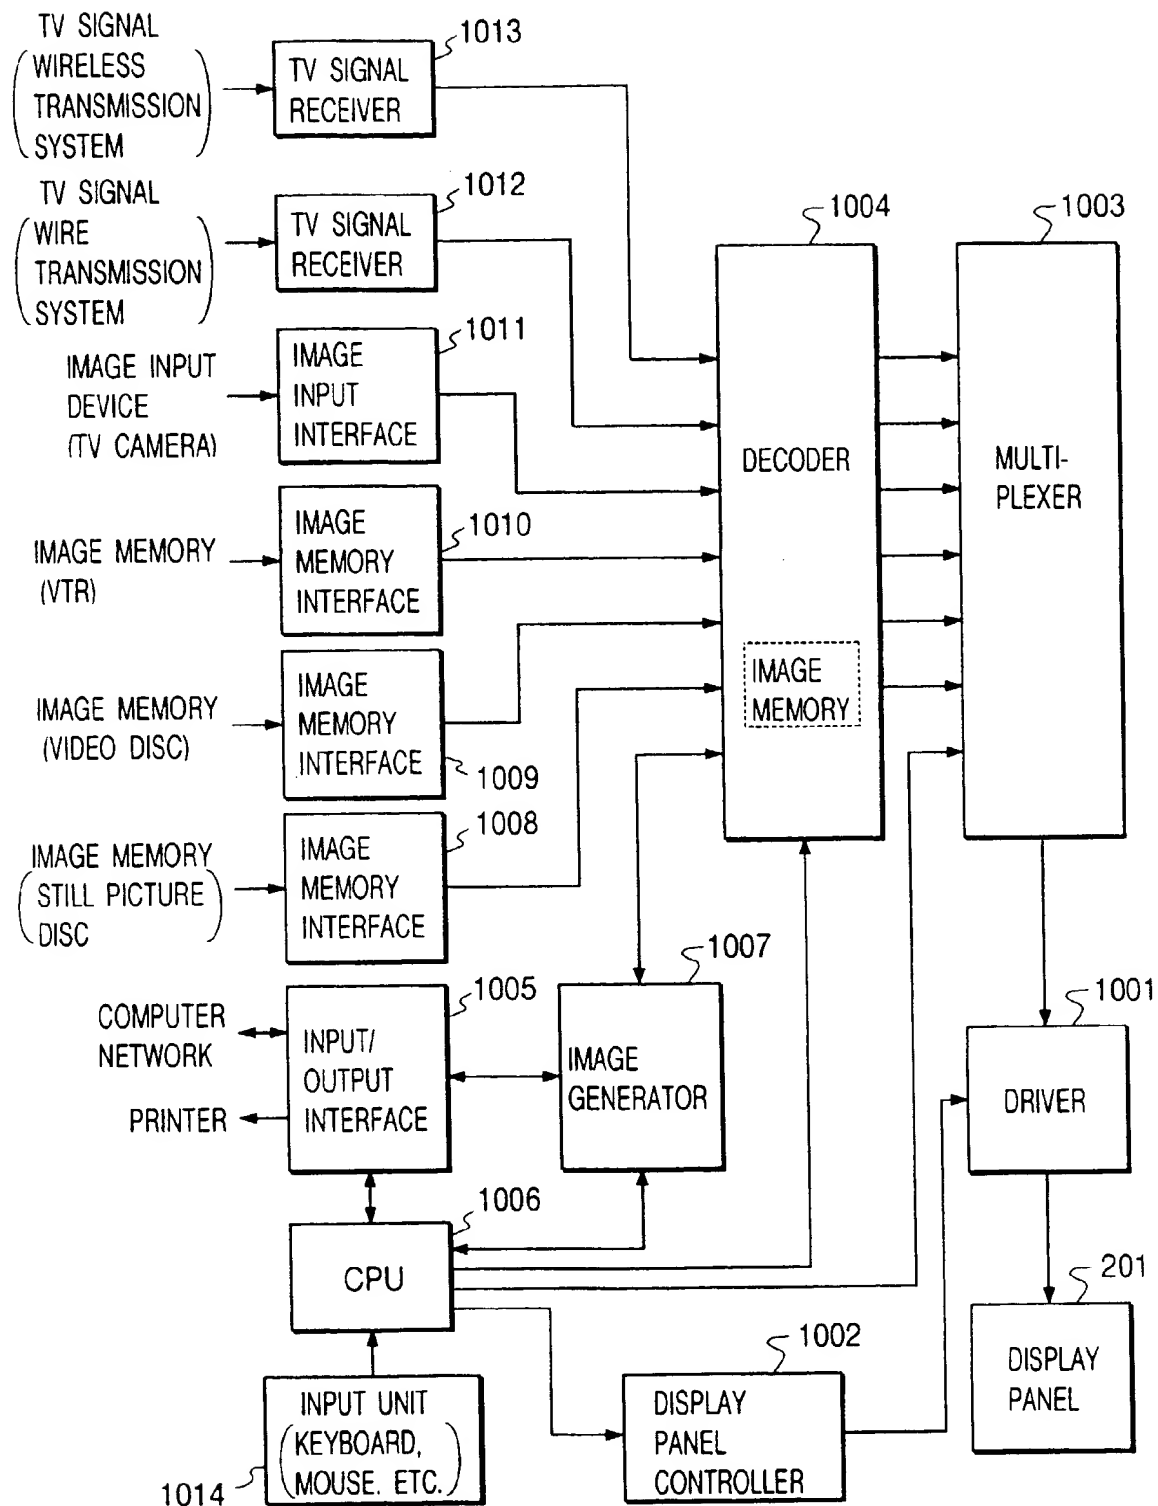 TV SIGNAL
WIRELESS
TRANSMISSION
SYSTEM
TV SIGNAL
RECEIVER
1013
TV SIGNAL
WIRE
TRANSMISSION
SYSTEM
TV SIGNAL
RECEIVER
1012
IMAGE INPUT
DEVICE
(TV CAMERA)
IMAGE
INPUT
INTERFACE
1011
IMAGE MEMORY
(VTR)
IMAGE
MEMORY
INTERFACE
1010
IMAGE MEMORY
(VIDEO DISC)
IMAGE
MEMORY
INTERFACE
1009
IMAGE MEMORY
STILL PICTURE
DISC
IMAGE
MEMORY
INTERFACE
1008
1004
DECODER
IMAGE
MEMORY
1003
MULTI-
PLEXER
COMPUTER
NETWORK
PRINTER
1005
INPUT/
OUTPUT
INTERFACE
1007
IMAGE
GENERATOR
1001
DRIVER
1006
CPU
201
DISPLAY
PANEL
1002
DISPLAY
PANEL
CONTROLLER
INPUT UNIT
KEYBOARD,
MOUSE. ETC.
1014